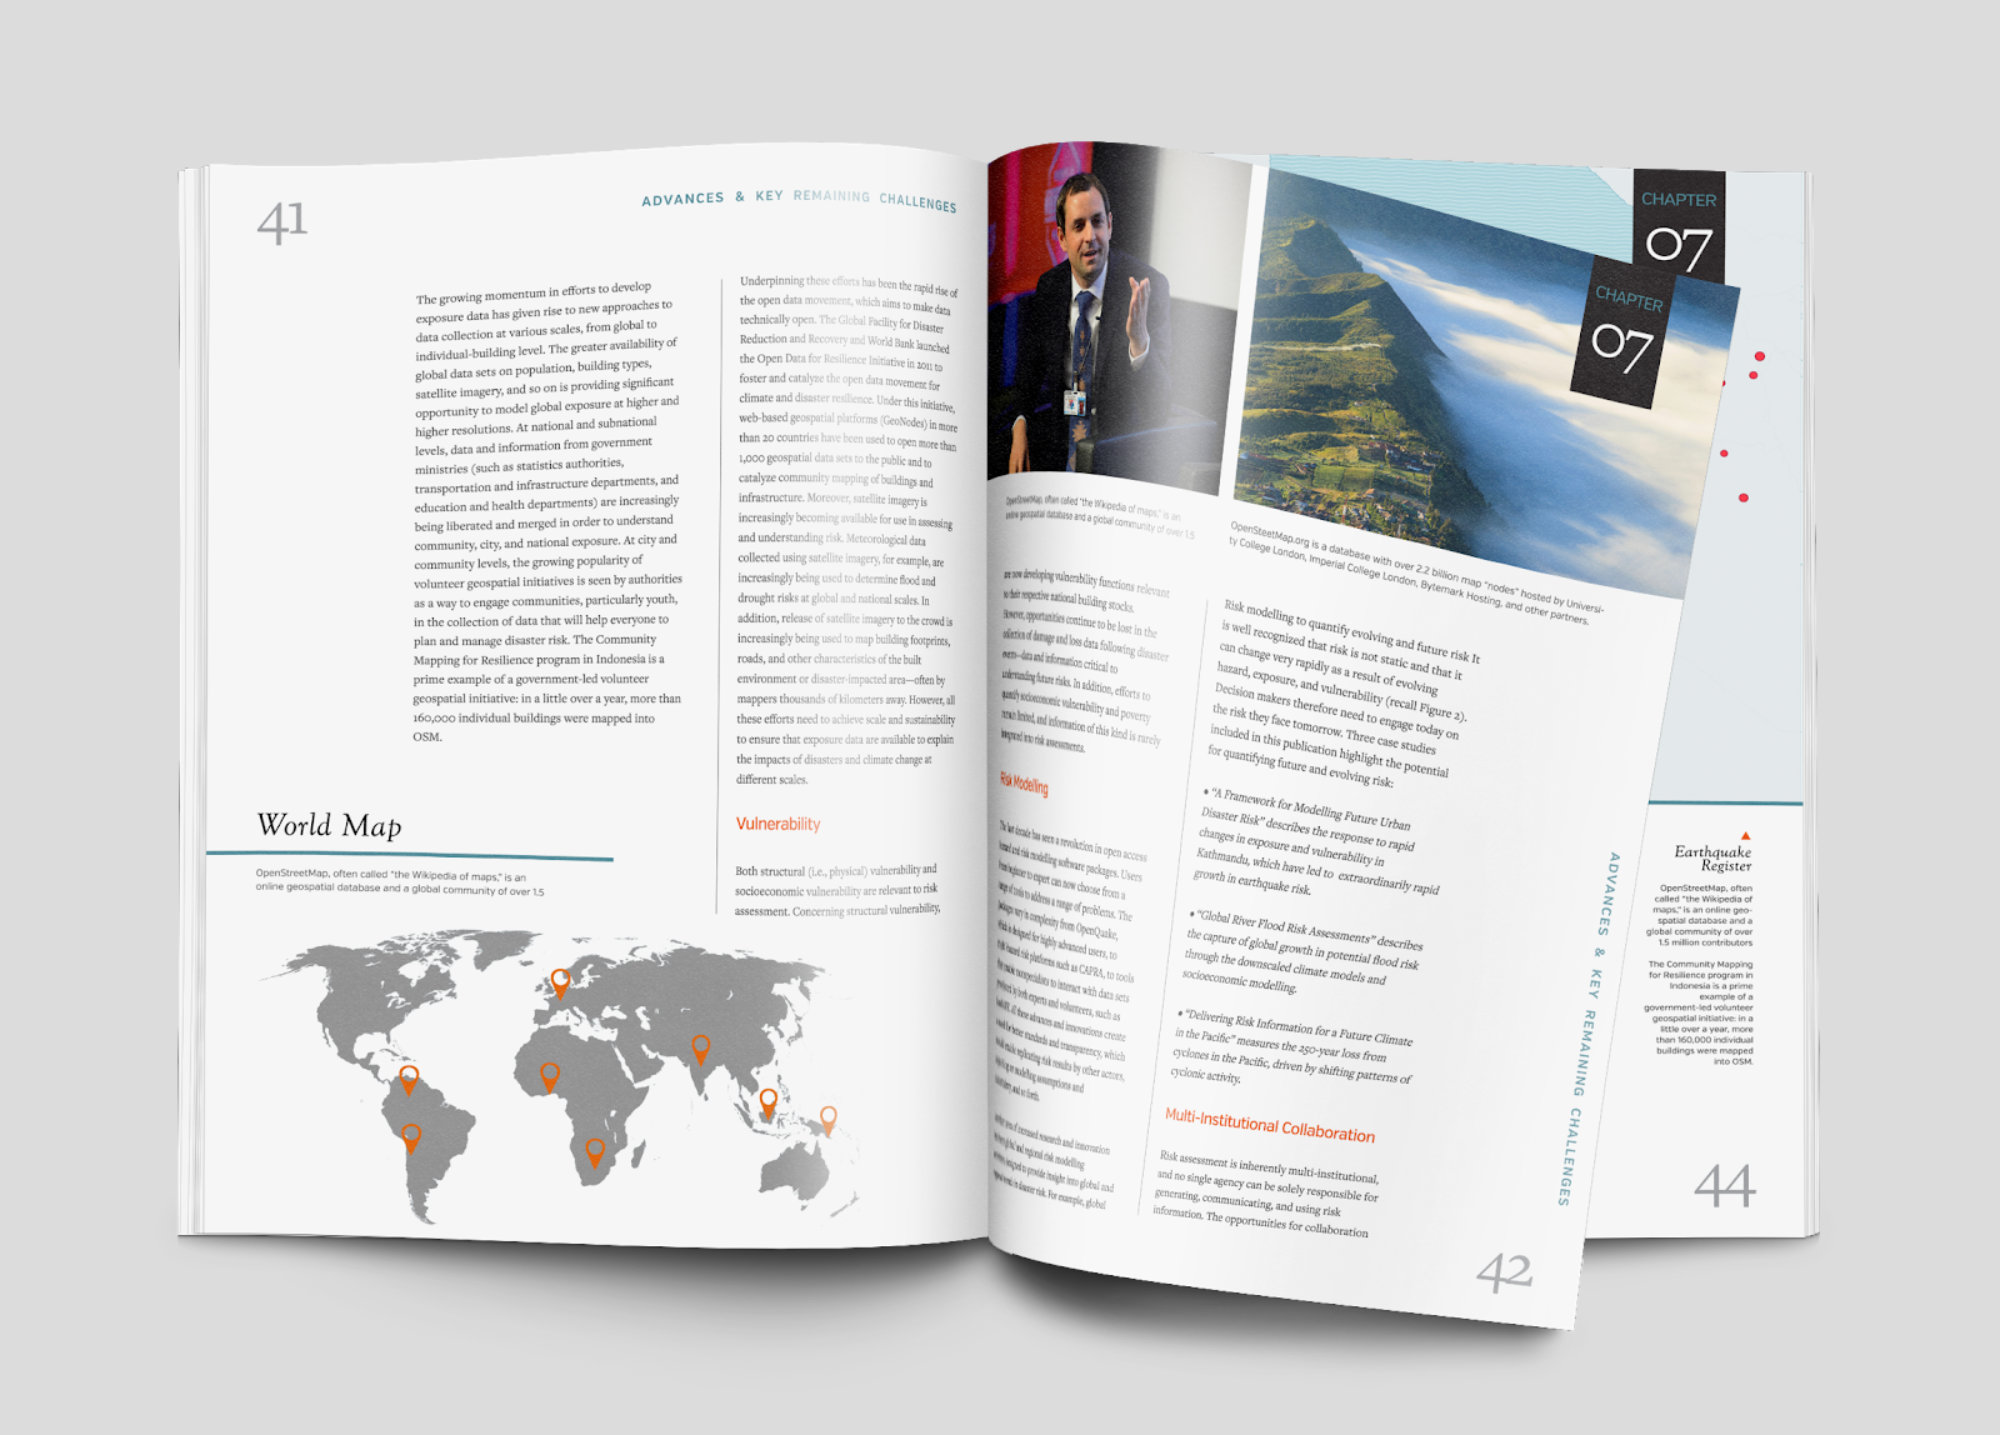 41
ADVANCES & KEY REMAINING CHALLENGES
The growing momentum in efforts to develop
exposure data has given rise to new approaches to
data collection at various scales, from global to
individual-building level. The greater availability of
global data sets on population, building types,
satellite imagery, and so on is providing significant
opportunity to model global exposure at higher and
higher resolutions. At national and subnational
levels, data and information from government
ministries (such as statistics authorities,
transportation and infrastructure departments, and
education and health departments) are increasingly
being liberated and merged in order to understand
community, city, and national exposure. At city and
community levels, the growing popularity of
volunteer geospatial initiatives is seen by authorities
as a way to engage communities, particularly youth,
in the collection of data that will help everyone to
plan and manage disaster risk. The Community
Mapping for Resilience program in Indonesia is a
prime example of a government-led volunteer
geospatial initiative: in a little over a year, more than
160,000 individual buildings were mapped into
OSM.
World Map
OpenStreetMap, often called "the Wikipedia of maps," is an
online geospatial database and a global community of over 1.5
Underpinning these efforts has been the rapid rise of
the open data movement, which aims to make data
technically open. The Global Facility for Disaster
Reduction and Recovery and World Bank launched
the Open Data for Resilience Initiative in 2011 to
foster and catalyze the open data movement for
climate and disaster resilience. Under this initiative,
web-based geospatial platforms (GeoNodes) in more
than 20 countries have been used to open more than
1,000 geospatial data sets to the public and to
catalyze community mapping of buildings and
infrastructure. Moreover, satellite imagery is
increasingly becoming available for use in assessing
and understanding risk. Meteorological data
collected using satellite imagery, for example, are
increasingly being used to determine flood and
drought risks at global and national scales. In
addition, release of satellite imagery to the crowd is
increasingly being used to map building footprints,
roads, and other characteristics of the built
environment or disaster-impacted area—often by
mappers thousands of kilometers away. However, all
these efforts need to achieve scale and sustainability
to ensure that exposure data are available to explain
the impacts of disasters and climate change at
different scales.
Vulnerability
Both structural (i.e., physical) vulnerability and
socioeconomic vulnerability are relevant to risk
assessment. Concerning structural vulnerability,
OpenStreetMap, often called "the Wikipedia of maps," is an
online geospatial database and a global community of over 1.5
are now developing vulnerability functions relevant
to their respective national building stocks.
However, opportunities continue to be lost in the
collection of damage and loss data following disaster
events—data and information critical to
understanding future risks. In addition, efforts to
quantify socioeconomic vulnerability and poverty
remain limited, and information of this kind is rarely
integrated into risk assessments.
Risk Modelling
The last decade has seen a revolution in open access
hazard and risk modelling software packages. Users
from beginner to expert can now choose from a
range of tools to address a range of problems. The
packages vary in complexity from OpenQuake,
which is designed for highly advanced users, to
risk platforms such as CAPRA, to tools
nonspecialists to interact with data sets
by both experts and volunteers, such as
All these advances and innovations create
need for better standards and transparency, which
replicating risk results by other actors,
modelling assumptions and
and so forth.
area of increased research and innovation
global and regional risk modelling
designed to provide insight into global and
trends in disaster risk. For example, global
CHAPTER
07
OpenStreetMap.org is a database with over 2.2 billion map "nodes" hosted by Universi-
ty College London, Imperial College London, Bytemark Hosting, and other partners.
Risk modelling to quantify evolving and future risk It
is well recognized that risk is not static and that it
can change very rapidly as a result of evolving
hazard, exposure, and vulnerability (recall Figure 2).
Decision makers therefore need to engage today on
the risk they face tomorrow. Three case studies
included in this publication highlight the potential
for quantifying future and evolving risk:
• "A Framework for Modelling Future Urban
Disaster Risk" describes the response to rapid
changes in exposure and vulnerability in
Kathmandu, which have led to extraordinarily rapid
growth in earthquake risk.
• "Global River Flood Risk Assessments" describes
the capture of global growth in potential flood risk
through the downscaled climate models and
socioeconomic modelling.
• "Delivering Risk Information for a Future Climate
in the Pacific" measures the 250-year loss from
cyclones in the Pacific, driven by shifting patterns of
cyclonic activity.
Multi-Institutional Collaboration
Risk assessment is inherently multi-institutional,
and no single agency can be solely responsible for
generating, communicating, and using risk
information. The opportunities for collaboration
ADVANCES & KEY REMAINING CHALLENGES
42
CHAPTER
07
Earthquake
Register
OpenStreetMap, often
called "the Wikipedia of
maps," is an online geo-
spatial database and a
global community of over
1.5 million contributors
The Community Mapping
for Resilience program in
Indonesia is a prime
example of a
government-led volunteer
geospatial initiative: in a
little over a year, more
than 160,000 individual
buildings were mapped
into OSM.
44